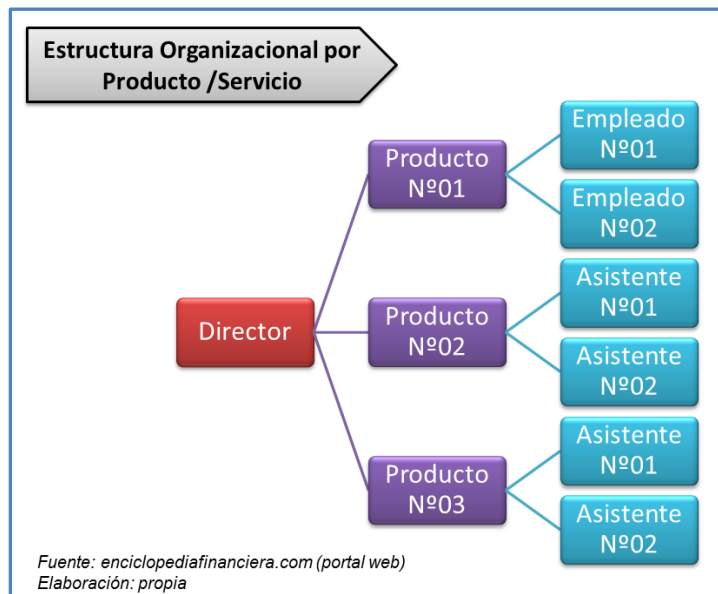 Estructura Organizacional por
Producto /Servicio
Director
Producto
Nº01
Empleado
Nº01
Empleado
Nº02
Producto
Nº02
Asistente
Nº01
Asistente
Nº02
Producto
Nº03
Asistente
Nº01
Asistente
Nº02
Fuente: enciclopediafinanciera.com (portal web)
Elaboración: propia